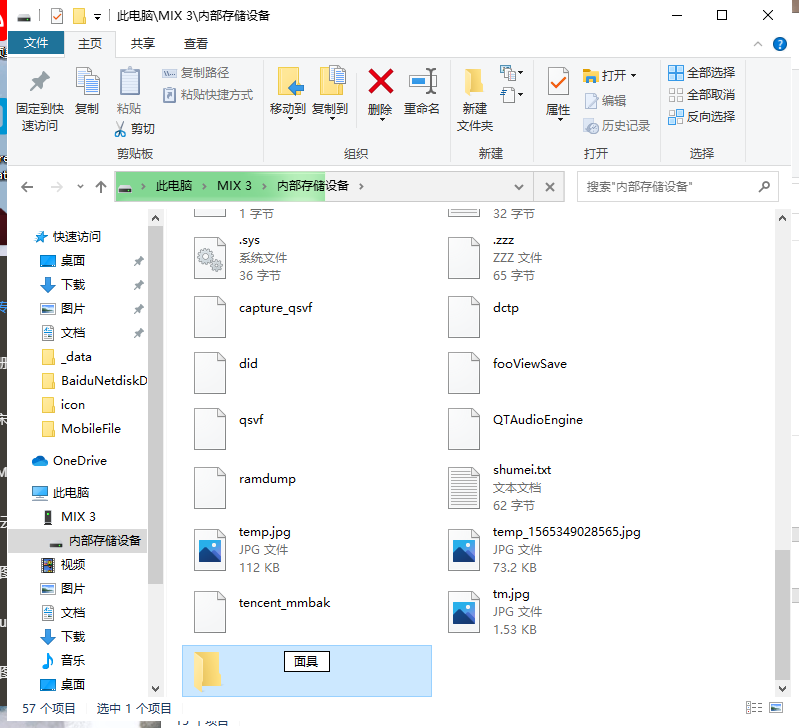 此电脑\MIX 3\内部存储设备
文件 主页 共享 查看
固定到快速访问
复制
粘贴
复制路径
粘贴快捷方式
剪切
剪贴板
移动到
复制到
删除
重命名
组织
新建文件夹
新建
属性
打开
编辑
历史记录
打开
全部选择
全部取消
反向选择
选择
此电脑 MIX 3 内部存储设备
搜索"内部存储设备"
快速访问
桌面
下载
图片
文档
_data
BaiduNetdiskD
icon
MobileFile
OneDrive
此电脑
MIX 3
内部存储设备
视频
图片
文档
下载
音乐
桌面
1 字节
32 字节
.sys
系统文件
36 字节
.zzz
ZZZ 文件
65 字节
capture_qsvf
dctp
did
fooViewSave
qsvf
QTAudioEngine
ramdump
shumei.txt
文本文档
62 字节
temp.jpg
JPG 文件
112 KB
temp_1565349028565.jpg
JPG 文件
73.2 KB
tencent_mmbak
tm.jpg
JPG 文件
1.53 KB
面具
57 个项目 选中 1 个项目